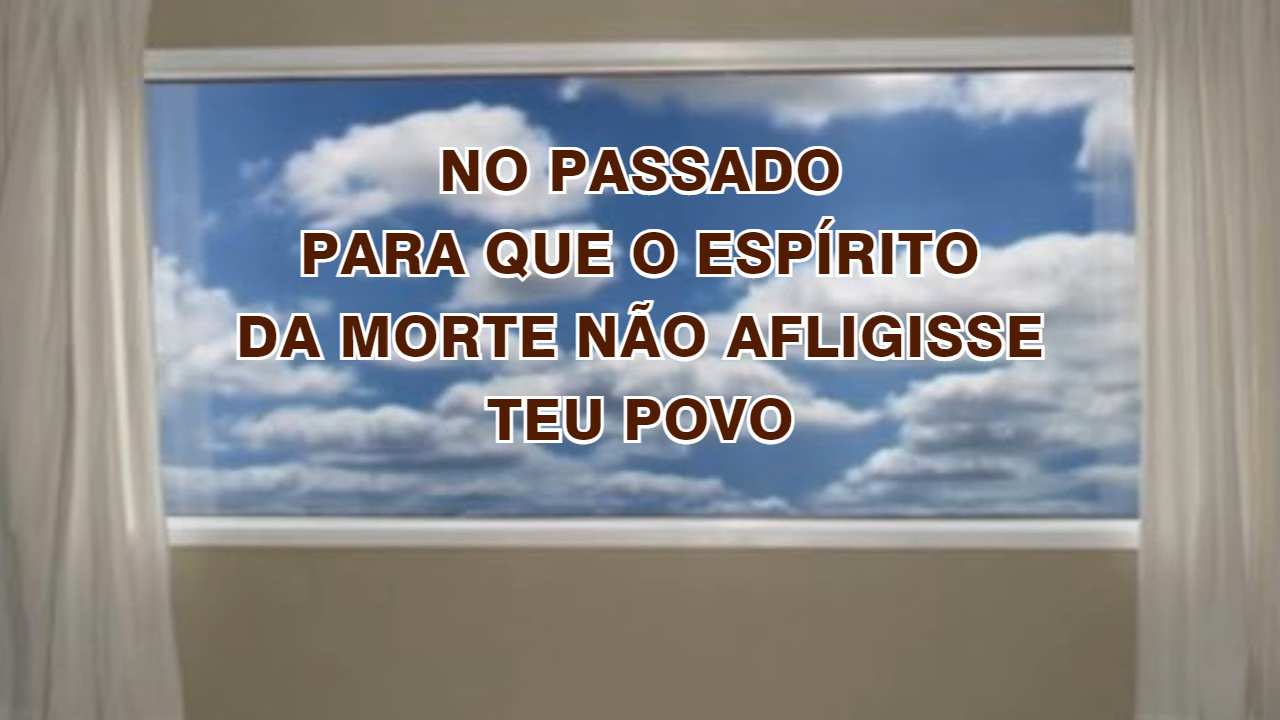 NO PASSADO
PARA QUE O ESPÍRITO
DA MORTE NÃO AFLIGISSE
TEU POVO